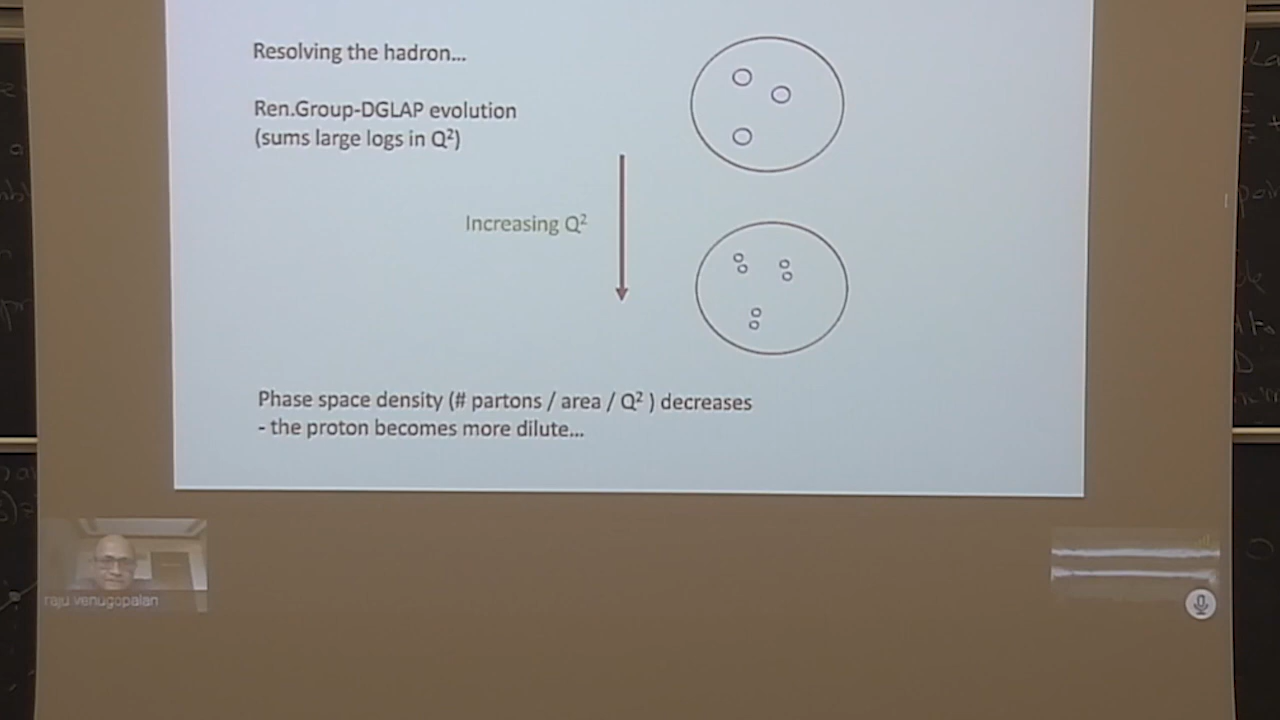 Resolving the hadron...
Ren.Group-DGLAP evolution
(sums large logs in Q²)
Increasing Q²
Phase space density (# partons / area / Q² ) decreases
- the proton becomes more dilute...
raju venugopalan